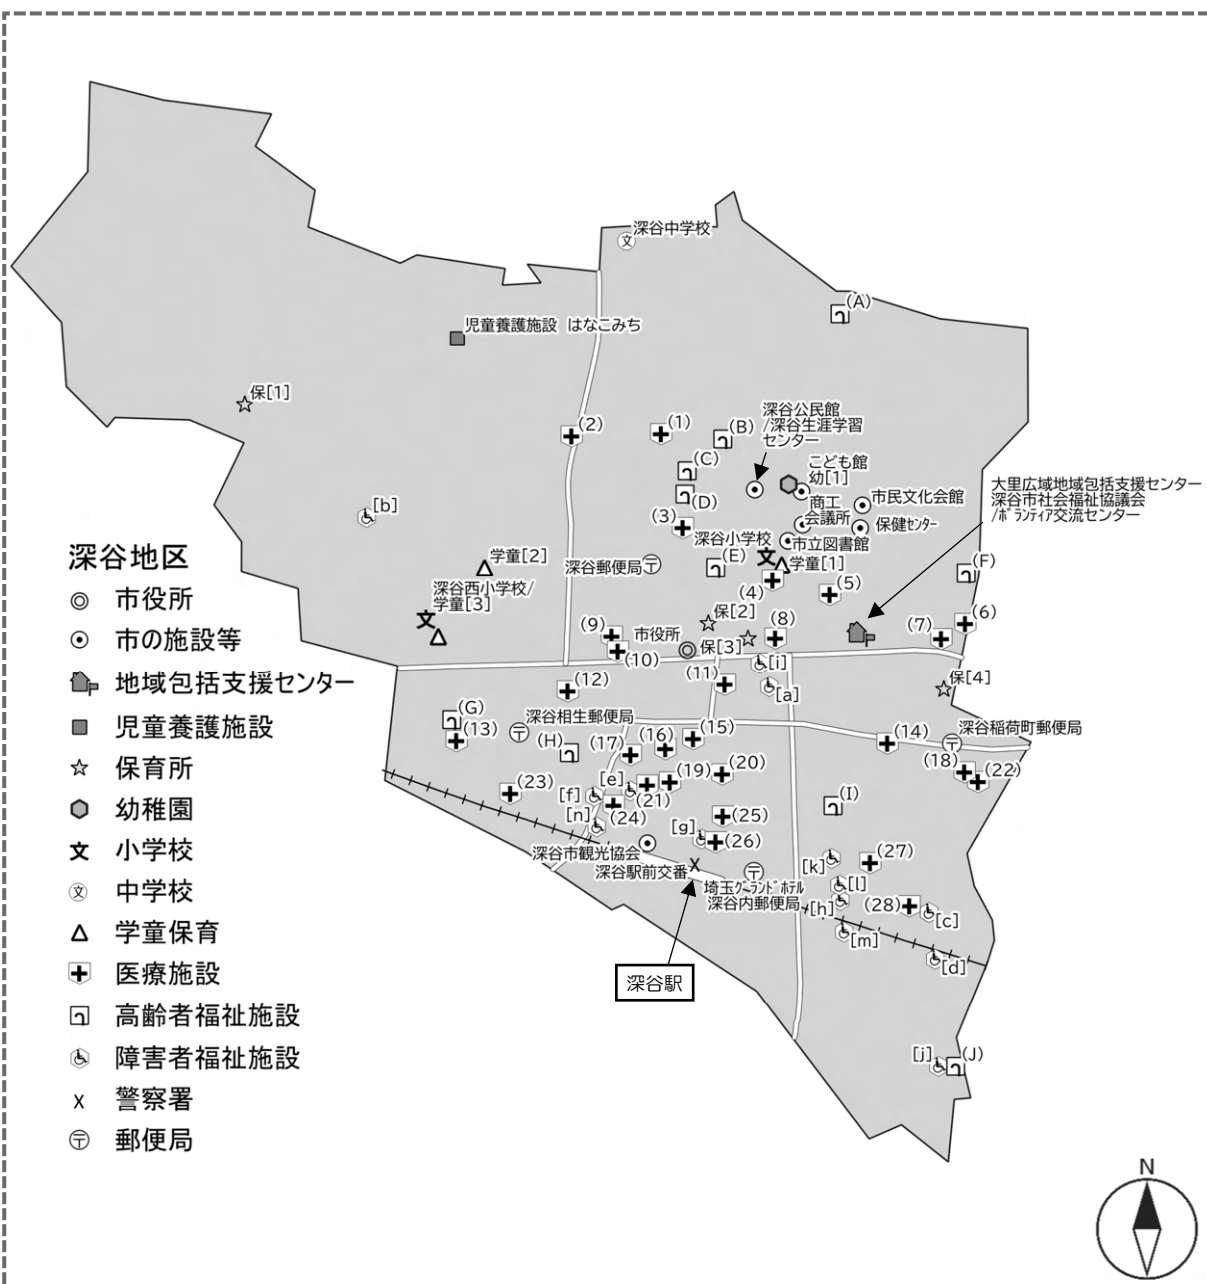 深谷中学校
(A)
児童養護施設 はなこみち
保[1]
深谷公民館
/深谷生涯学習
センター
(2)
(1)
(B)
(C)
(D)
こども館
幼[1]
商工
会議所
市民文化会館
保健センター
市立図書館
大里広域地域包括支援センター
深谷市社会福祉協議会
/ボランティア交流センター
[b]
(3)
深谷小学校
学童[1]
学童[2]
深谷郵便局
(E)
(4)
(5)
(F)
深谷西小学校/
学童[3]
保[2]
(6)
(7)
(8)
(9)
(10)
市役所
保[3]
[i]
[a]
(11)
(12)
保[4]
(G)
(13)
深谷相生郵便局
(H)
(17)
(16)
(15)
(14)
深谷稲荷町郵便局
(18)
(22)
(23)
[e]
[f]
[n]
(21)
(19)
(20)
(24)
(25)
[g]
(26)
(I)
深谷市観光協会
深谷駅前交番
埼玉グランドホテル
深谷内郵便局
[k]
(27)
[l]
[h]
(28)
[c]
[m]
[d]
深谷駅
[j]
(J)
深谷地区
市役所
市の施設等
地域包括支援センター
児童養護施設
保育所
幼稚園
文 小学校
文 中学校
学童保育
医療施設
高齢者福祉施設
障害者福祉施設
X 警察署
〒 郵便局
N